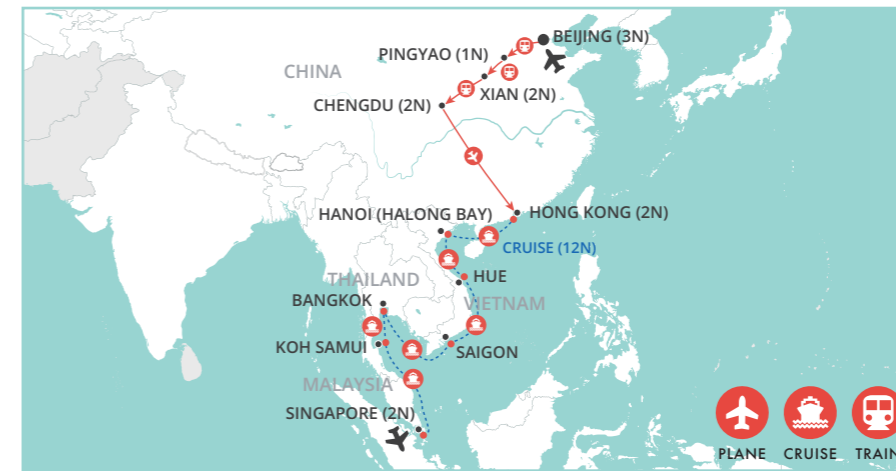 BEIJING (3N)
PINGYAO (1N)
CHINA
XIAN (2N)
CHENGDU (2N)
HONG KONG (2N)
HANOI (HALONG BAY)
CRUISE (12N)
HUE
THAILAND
BANGKOK
VIETNAM
KOH SAMUI
SAIGON
MALAYSIA
SINGAPORE (2N)
PLANE CRUISE TRAIN